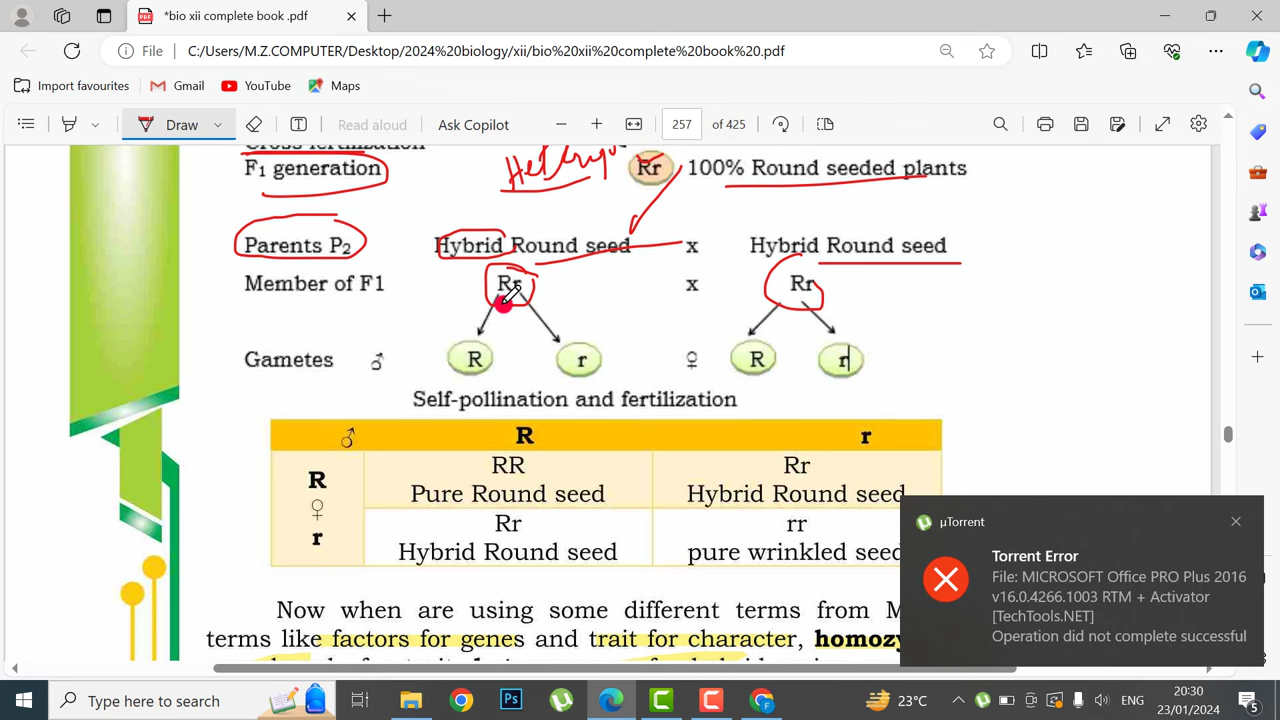 *bio xii complete book .pdf
File C:/Users/M.Z.COMPUTER/Desktop/2024%20biology/xii/bio%20xii%20complete%20book%20.pdf
Import favourites Gmail YouTube Maps
Draw Read aloud Ask Copilot 257 of 425
F1 generation Rr 100% Round seeded plants
Parents P2 Hybrid Round seed x Hybrid Round seed
Member of F1 Rr x Rr
Gametes ♂ R r ♀ R r
Self-pollination and fertilization
♂ R r
R RR Rr
Pure Round seed Hybrid Round seed
♀
r Rr rr
Hybrid Round seed pure wrinkled seed
Now when are using some different terms from M
terms like factors for genes and trait for character, homozy
µTorrent
Torrent Error
File: MICROSOFT Office PRO Plus 2016
v16.0.4266.1003 RTM + Activator
[TechTools.NET]
Operation did not complete successful
Type here to search
23°C
ENG
20:30
23/01/2024
5